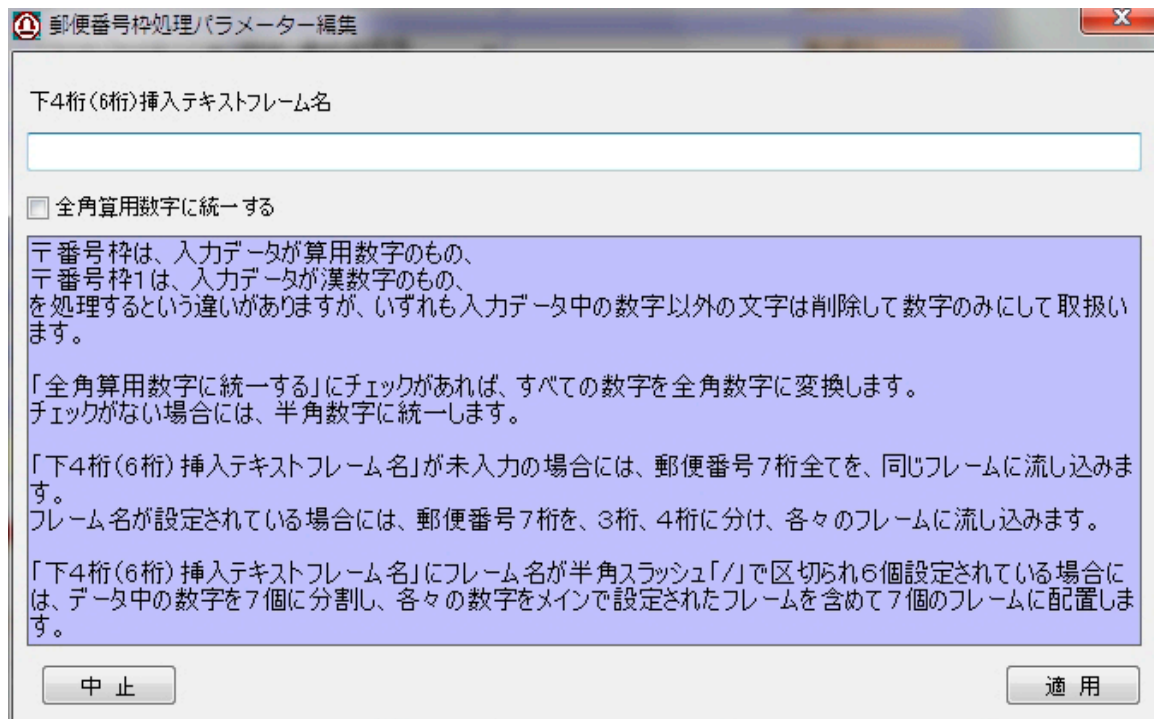 郵便番号枠処理パラメーター編集
下4桁(6桁)挿入テキストフレーム名
全角算用数字に統一する
〒番号枠は、入力データが算用数字のもの、
〒番号枠1は、入力データが漢数字のもの、
を処理するという違いがありますが、いずれも入力データ中の数字以外の文字は削除して数字のみにして取扱い
ます。
「全角算用数字に統一する」にチェックがあれば、すべての数字を全角数字に変換します。
チェックがない場合には、半角数字に統一します。
「下4桁(6桁)挿入テキストフレーム名」が未入力の場合には、郵便番号7桁全てを、同じフレームに流し込みま
す。
フレーム名が設定されている場合には、郵便番号7桁を、3桁、4桁に分け、各々のフレームに流し込みます。
「下4桁(6桁)挿入テキストフレーム名」にフレーム名が半角スラッシュ「/」で区切られ6個設定されている場合に
は、データ中の数字を7個に分割し、各々の数字をメインで設定されたフレームを含めて7個のフレームに配置しま
す。
中 止
適 用